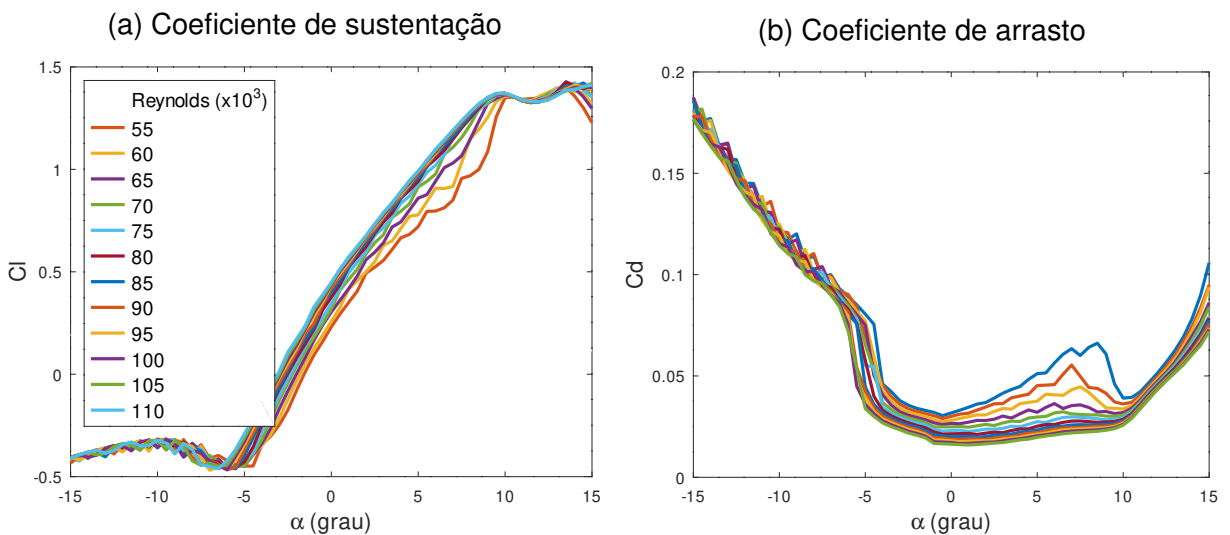 (a) Coeficiente de sustentação
1.5
1
0.5
0
-0.5
Cl
Reynolds (x10³)
55
60
65
70
75
80
85
90
95
100
105
110
-15 -10 -5 0 5 10 15
α (grau)
(b) Coeficiente de arrasto
0.2
0.15
0.1
0.05
0
Cd
-15 -10 -5 0 5 10 15
α (grau)